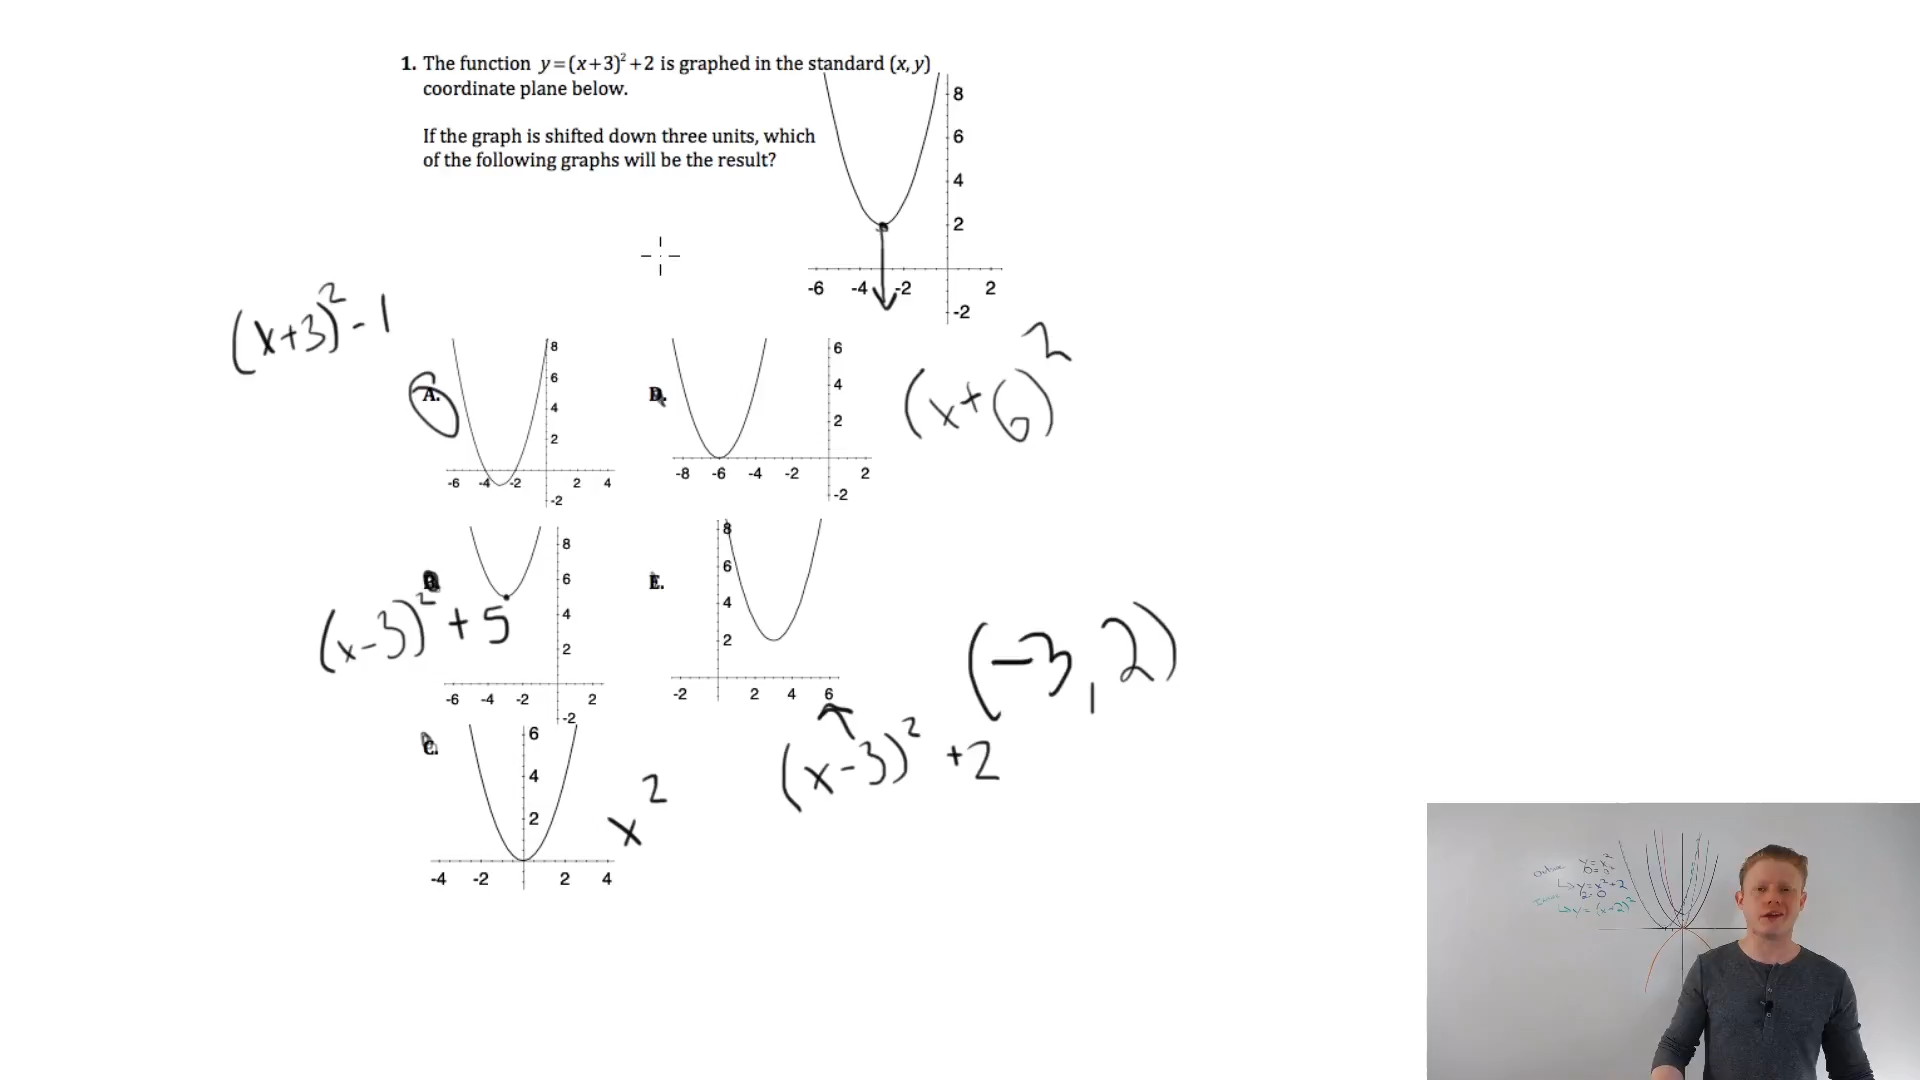 1. The function y=(x+3)²+2 is graphed in the standard (x,y)
coordinate plane below.
If the graph is shifted down three units, which
of the following graphs will be the result?
8
6
4
2
-6 -4 -2 2
-2
(x+3)²-1
A.
8
6
4
2
-6 -4 -2 2 4
-2
D.
6
4
2
-8 -6 -4 -2 2
-2
(x+6)²
B.
8
6
4
2
-6 -4 -2 2
-2
(x-3)²+5
E.
8
6
4
2
-2 2 4 6
(x-3)²+2
(-3,2)
C.
6
4
2
-4 -2 2 4
x²
y=x²
y=x²+2
y=(x+2)²